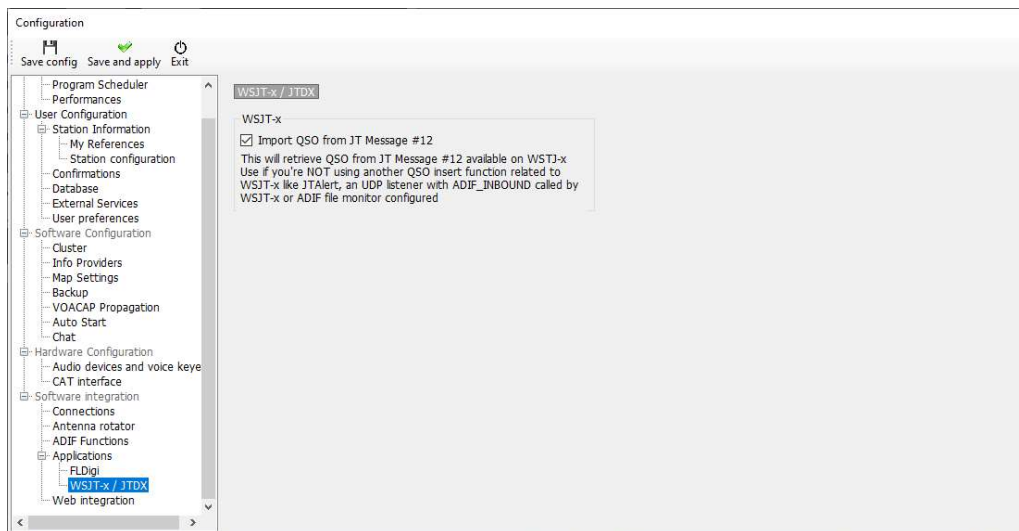 Configuration
Save config Save and apply Exit
Program Scheduler
Performances
User Configuration
Station Information
My References
Station configuration
Confirmations
Database
External Services
User preferences
Software Configuration
Cluster
Info Providers
Map Settings
Backup
VOACAP Propagation
Auto Start
Chat
Hardware Configuration
Audio devices and voice keye
CAT interface
Software integration
Connections
Antenna rotator
ADIF Functions
Applications
FLDigi
WSJT-x / JTDX
Web integration
WSJT-x / JTDX
WSJT-x
Import QSO from JT Message #12
This will retrieve QSO from JT Message #12 available on WSTJ-x
Use if you're NOT using another QSO insert function related to
WSJT-x like JTAlert, an UDP listener with ADIF_INBOUND called by
WSJT-x or ADIF file monitor configured